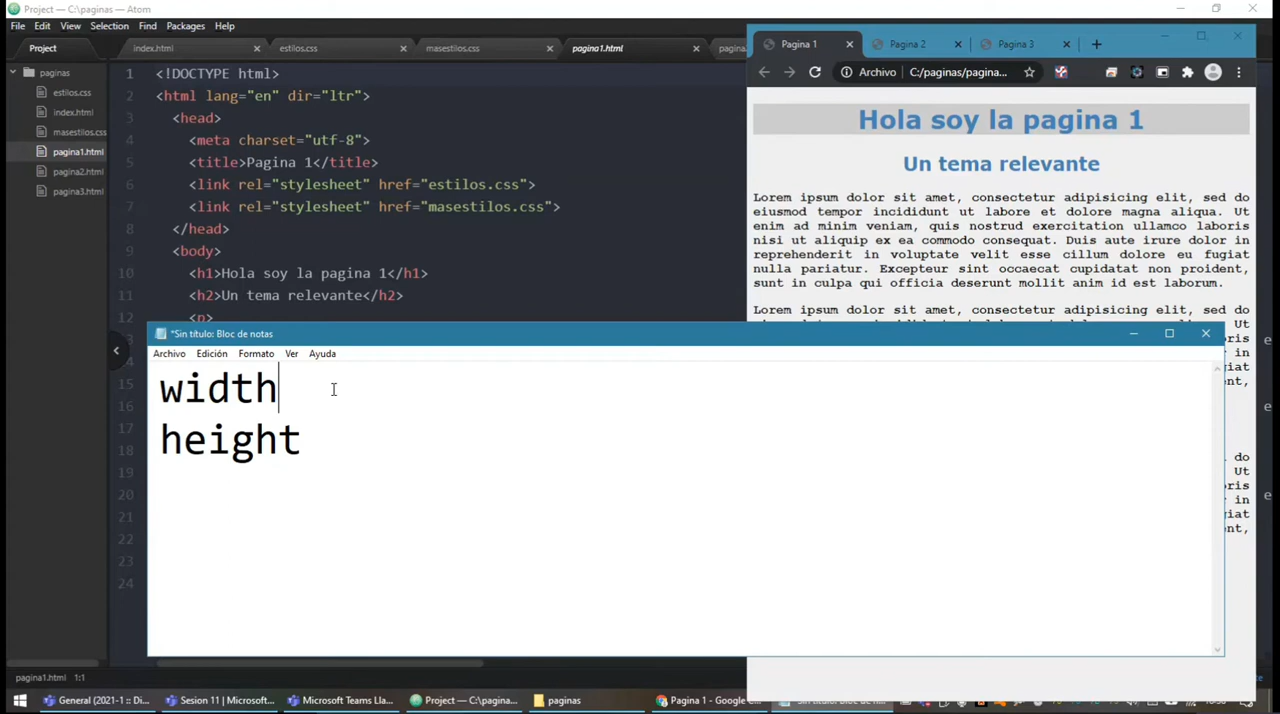 Project — C:\paginas — Atom
File Edit View Selection Find Packages Help
Project
index.html
estilos.css
masestilos.css
pagina1.html
pagina
paginas
estilos.css
index.html
masestilos.css
pagina1.html
pagina2.html
pagina3.html
1 <!DOCTYPE html>
2 <html lang="en" dir="ltr">
3 <head>
4 <meta charset="utf-8">
5 <title>Pagina 1</title>
6 <link rel="stylesheet" href="estilos.css">
7 <link rel="stylesheet" href="masestilos.css">
8 </head>
9 <body>
10 <h1>Hola soy la pagina 1</h1>
11 <h2>Un tema relevante</h2>
12
15
16
17
18
19
20
21
22
23
24
Pagina 1
Pagina 2
Pagina 3
Archivo C:/paginas/pagina...
Hola soy la pagina 1
Un tema relevante
Lorem ipsum dolor sit amet, consectetur adipisicing elit, sed do
eiusmod tempor incididunt ut labore et dolore magna aliqua. Ut
enim ad minim veniam, quis nostrud exercitation ullamco laboris
nisi ut aliquip ex ea commodo consequat. Duis aute irure dolor in
reprehenderit in voluptate velit esse cillum dolore eu fugiat
nulla pariatur. Excepteur sint occaecat cupidatat non proident,
sunt in culpa qui officia deserunt mollit anim id est laborum.
Lorem ipsum dolor sit amet, consectetur adipisicing elit, sed do
*Sin título: Bloc de notas
Archivo Edición Formato Ver Ayuda
width
height
pagina1.html 1:1
General (2021-1 :: Di...
Sesion 11 | Microsoft...
Microsoft Teams Lla...
Project — C:\pagina...
paginas
Pagina 1 - Google C...